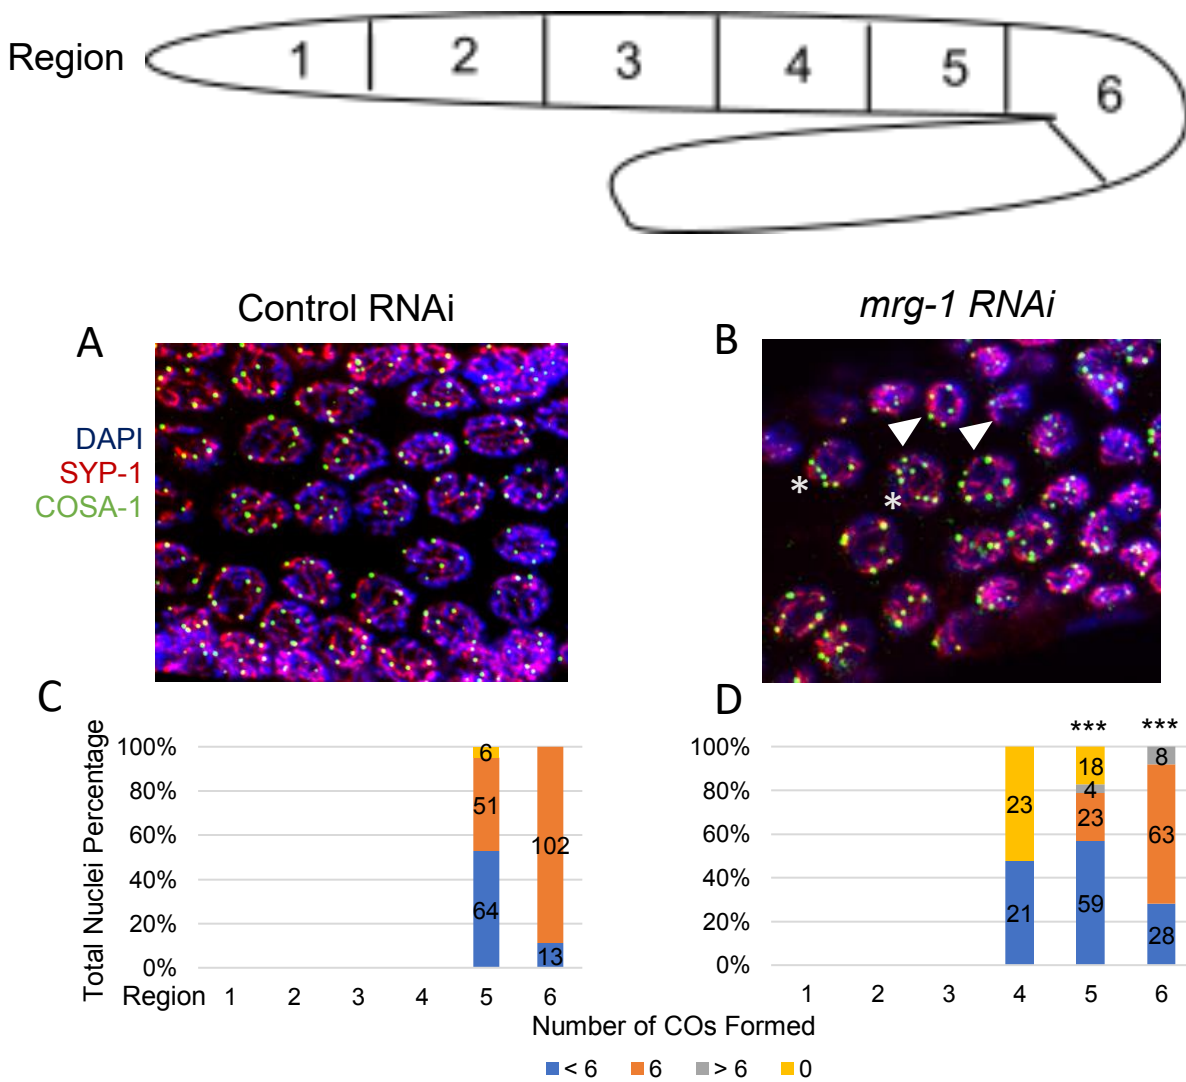 Region
1 2 3 4 5 6
Control RNAi
mrg-1 RNAi
A
B
DAPI
SYP-1
COSA-1
*
*
C
D
Total Nuclei Percentage
100%
80%
60%
40%
20%
0%
6
51
64
102
13
Region 1 2 3 4 5 6
*** ***
100%
80%
60%
40%
20%
0%
23
21
18
4
23
59
8
63
28
1 2 3 4 5 6
Number of COs Formed
< 6 6 > 6 0